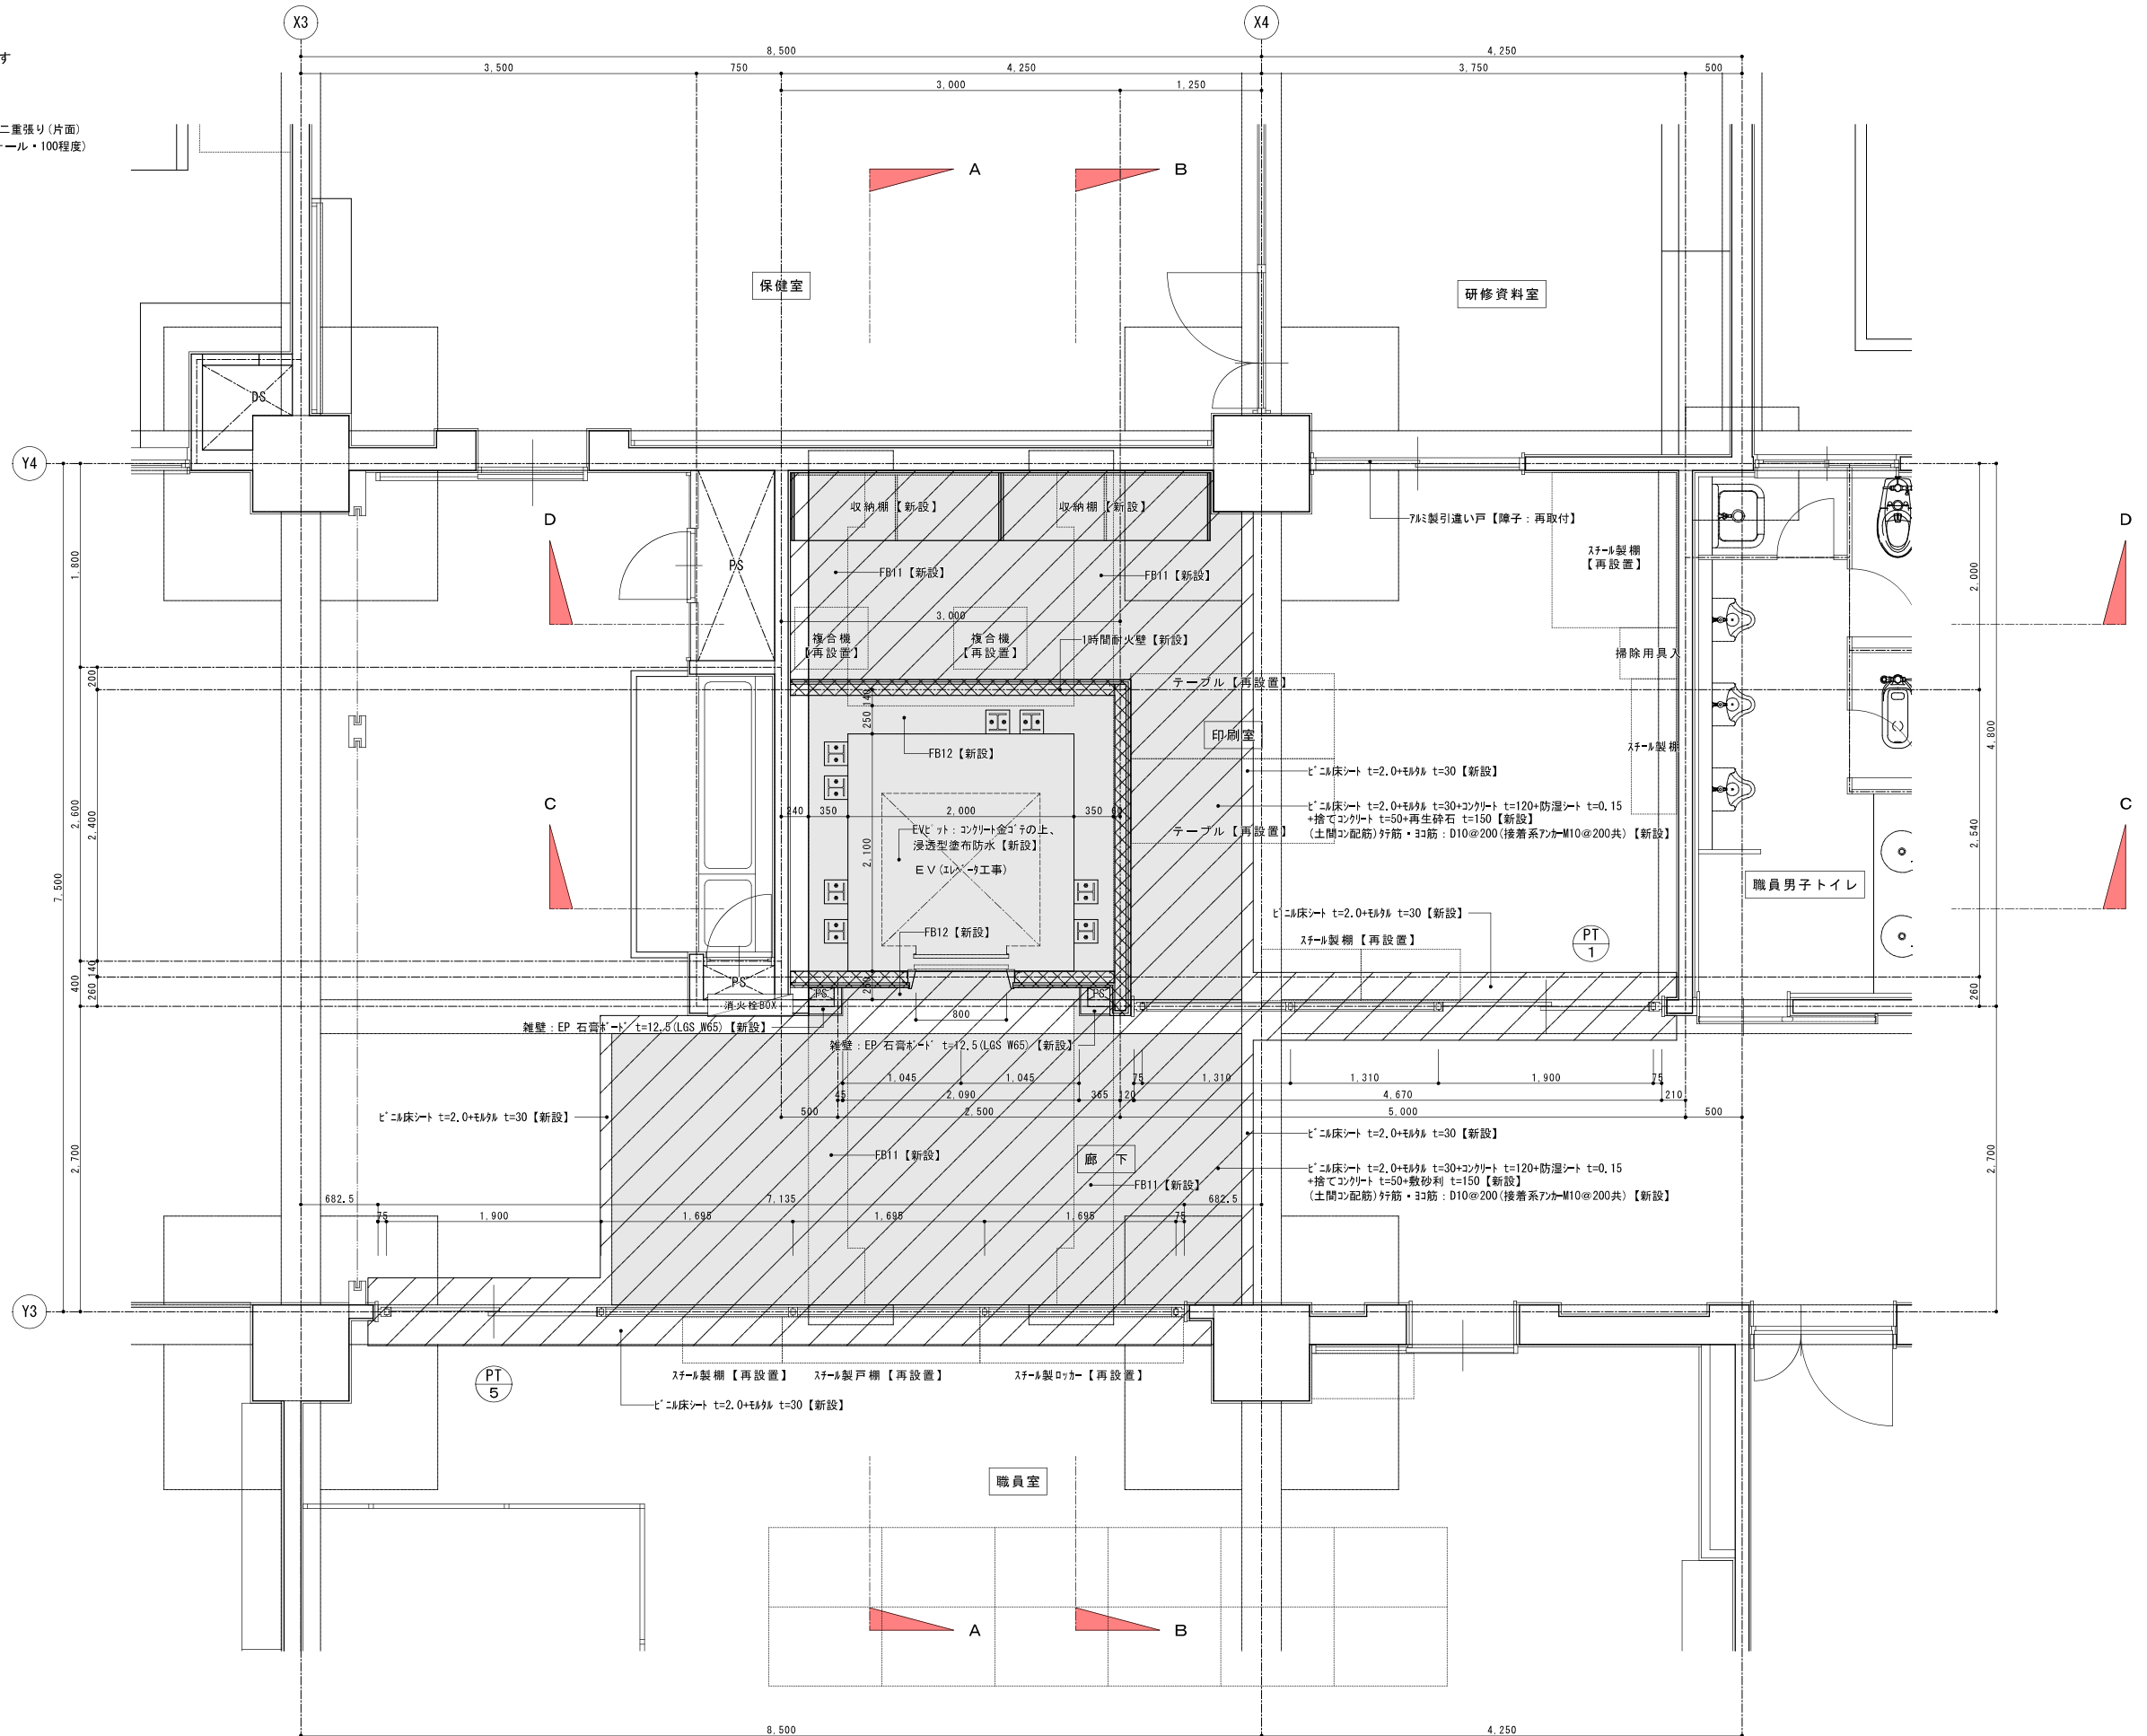 X3
X4
す
8,500
4,250
3,500
750
4,250
3,750
500
3,000
1,250
二重張り(片面)
ール・100程度)
A
B
保健室
研修資料室
DS
Y4
収納棚【新設】
収納棚【新設】
ｱﾙﾐ製引違い戸【障子：再取付】
D
D
1,800
PS
FB11【新設】
FB11【新設】
ｽﾁｰﾙ製棚
【再設置】
2,000
3,000
複合機
【再設置】
複合機
【再設置】
1時間耐火壁【新設】
掃除用具入
200
テーブル【再設置】
140
250
印刷室
FB12【新設】
ｽﾁｰﾙ製棚
4,800
ﾋﾞﾆﾙ床ｼｰﾄ t=2.0+ﾓﾙﾀﾙ t=30【新設】
240
350
2,000
350
60
C
C
2,600
2,400
ﾋﾞﾆﾙ床ｼｰﾄ t=2.0+ﾓﾙﾀﾙ t=30+ｺﾝｸﾘｰﾄ t=120+防湿ｼｰﾄ t=0.15
+捨てｺﾝｸﾘｰﾄ t=50+再生砕石 t=150【新設】
(土間ｺﾝ配筋)ﾀﾃ筋・ﾖｺ筋：D10@200(接着系ｱﾝｶｰM10@200共)【新設】
テーブル【再設置】
EVﾋﾟｯﾄ：ｺﾝｸﾘｰﾄ金ｺﾞﾃの上、
浸透型塗布防水【新設】
2,100
EV(ｴﾚﾍﾞｰﾀ工事)
2,540
7,500
職員男子トイレ
ﾋﾞﾆﾙ床ｼｰﾄ t=2.0+ﾓﾙﾀﾙ t=30【新設】
FB12【新設】
ｽﾁｰﾙ製棚【再設置】
PT
1
400
140
260
PS
PS
PS
250
260
消火栓BOX
800
雑壁：EP 石膏ﾎﾞｰﾄﾞ t=12.5(LGS W65)【新設】
雑壁：EP 石膏ﾎﾞｰﾄﾞ t=12.5(LGS W65)【新設】
1,045
1,045
75
1,310
1,310
1,900
75
45
2,090
365
120
4,670
210
500
2,500
5,000
500
ﾋﾞﾆﾙ床ｼｰﾄ t=2.0+ﾓﾙﾀﾙ t=30【新設】
ﾋﾞﾆﾙ床ｼｰﾄ t=2.0+ﾓﾙﾀﾙ t=30【新設】
2,700
2,700
FB11【新設】
廊　下
FB11【新設】
ﾋﾞﾆﾙ床ｼｰﾄ t=2.0+ﾓﾙﾀﾙ t=30+ｺﾝｸﾘｰﾄ t=120+防湿ｼｰﾄ t=0.15
+捨てｺﾝｸﾘｰﾄ t=50+敷砂利 t=150【新設】
(土間ｺﾝ配筋)ﾀﾃ筋・ﾖｺ筋：D10@200(接着系ｱﾝｶｰM10@200共)【新設】
682.5
7,135
682.5
75
1,900
1,695
1,695
1,695
75
Y3
PT
5
ｽﾁｰﾙ製棚【再設置】
ｽﾁｰﾙ製戸棚【再設置】
ｽﾁｰﾙ製ﾛｯｶｰ【再設置】
ﾋﾞﾆﾙ床ｼｰﾄ t=2.0+ﾓﾙﾀﾙ t=30【新設】
職員室
A
B
8,500
4,250